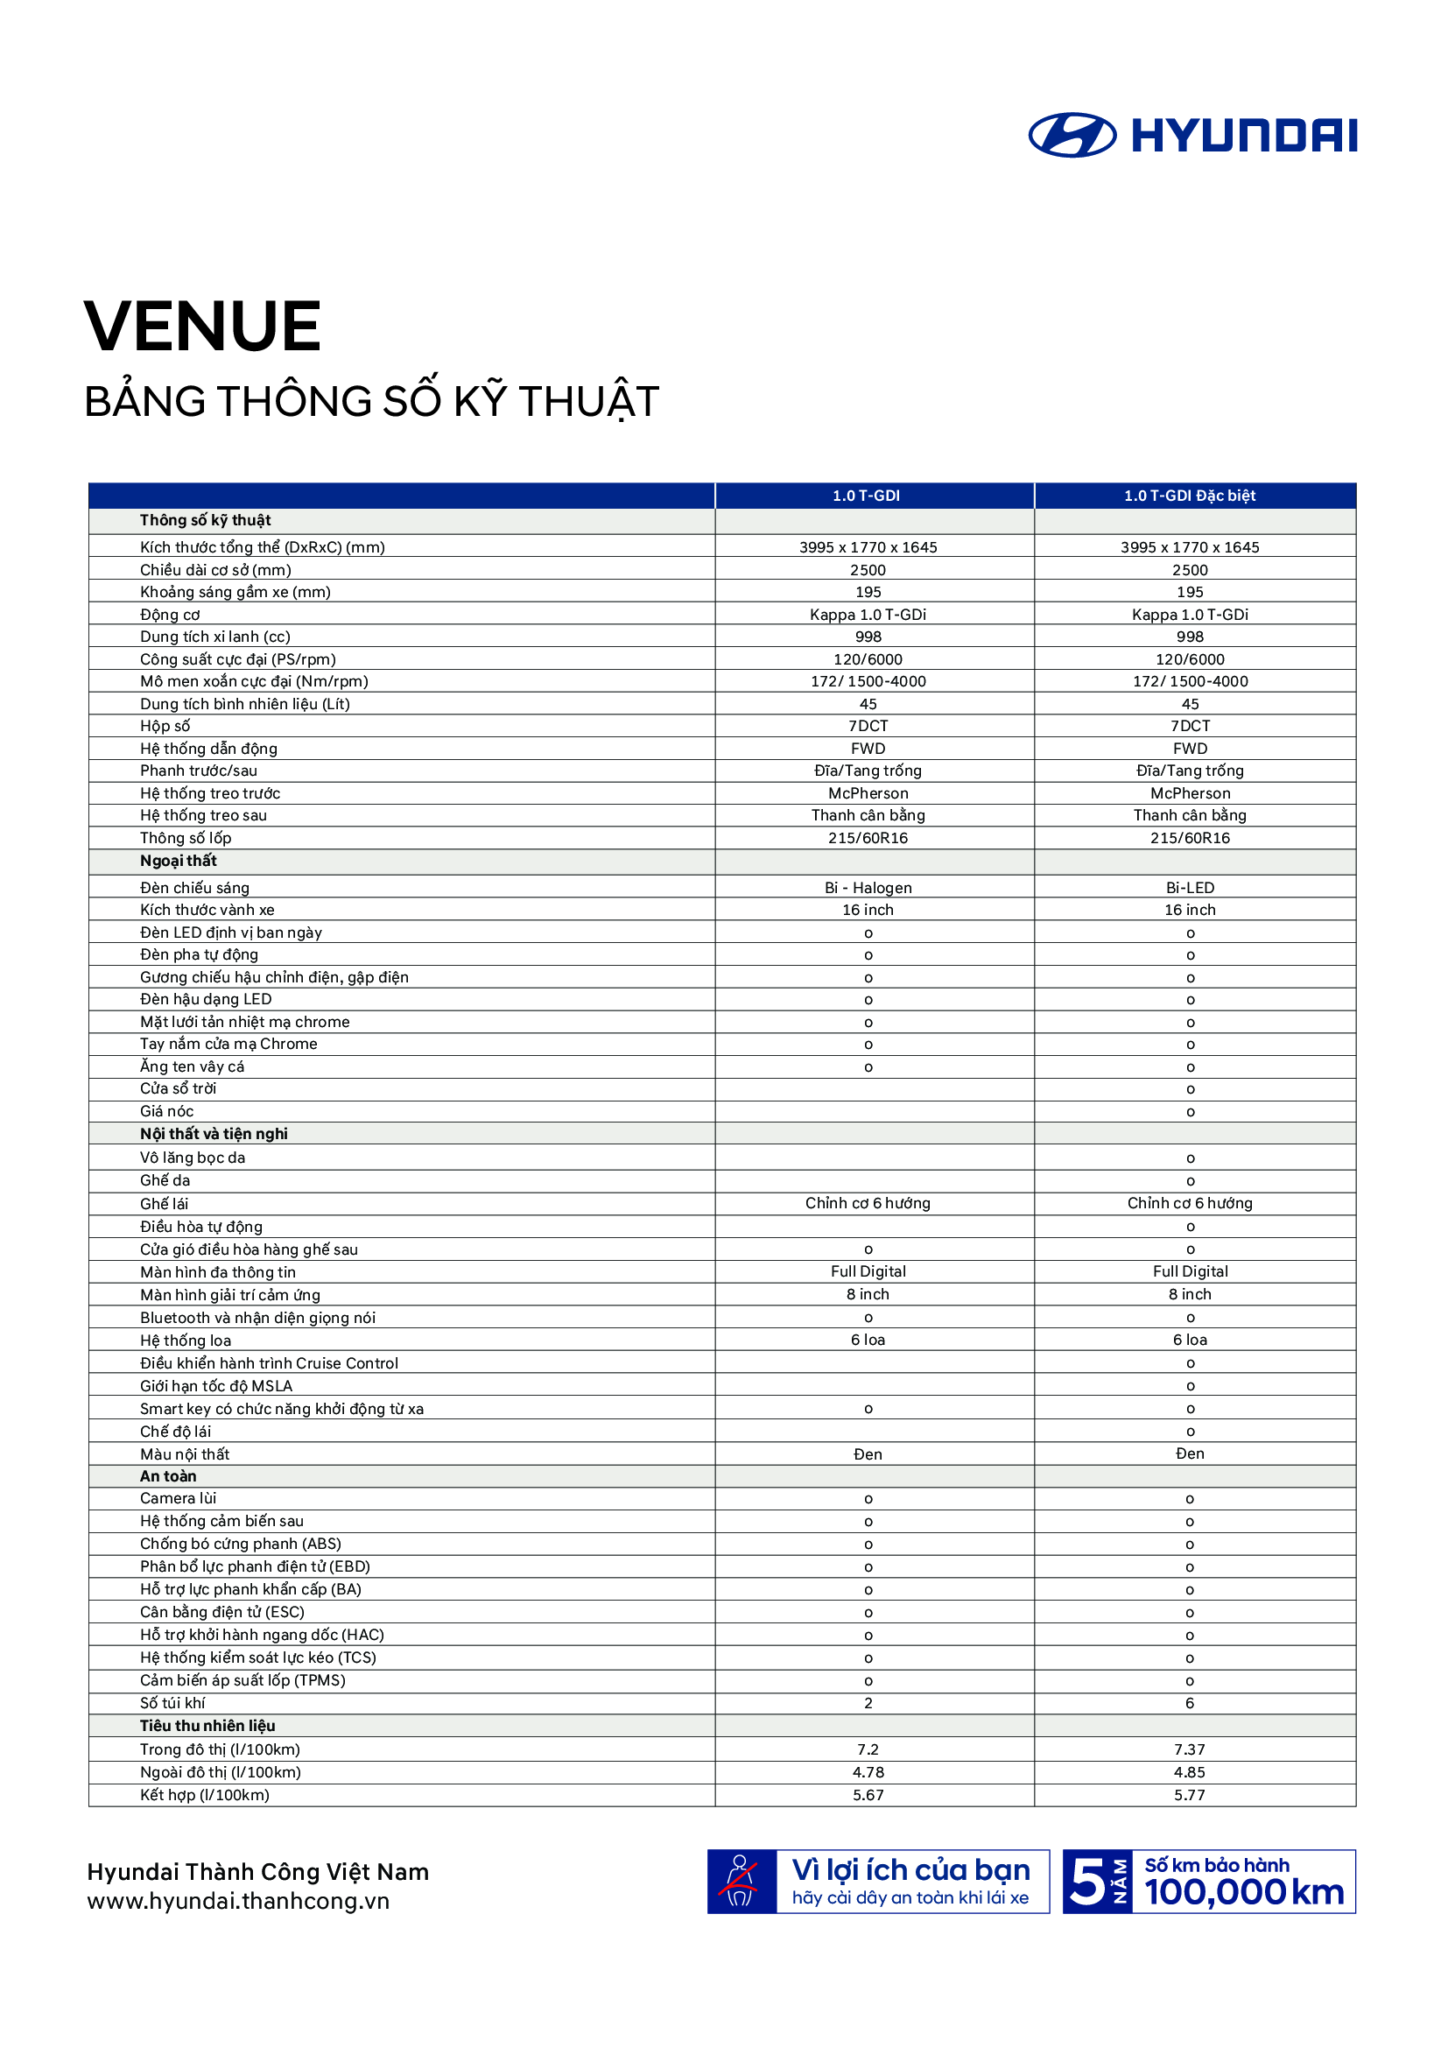 HYUNDAI
VENUE
BẢNG THÔNG SỐ KỸ THUẬT
1.0 T-GDI 1.0 T-GDI Đặc biệt
Thông số kỹ thuật
Kích thước tổng thể (DxRxC) (mm) 3995 x 1770 x 1645 3995 x 1770 x 1645
Chiều dài cơ sở (mm) 2500 2500
Khoảng sáng gầm xe (mm) 195 195
Động cơ Kappa 1.0 T-GDi Kappa 1.0 T-GDi
Dung tích xi lanh (cc) 998 998
Công suất cực đại (PS/rpm) 120/6000 120/6000
Mô men xoắn cực đại (Nm/rpm) 172/ 1500-4000 172/ 1500-4000
Dung tích bình nhiên liệu (Lít) 45 45
Hộp số 7DCT 7DCT
Hệ thống dẫn động FWD FWD
Phanh trước/sau Đĩa/Tang trống Đĩa/Tang trống
Hệ thống treo trước McPherson McPherson
Hệ thống treo sau Thanh cân bằng Thanh cân bằng
Thông số lốp 215/60R16 215/60R16
Ngoại thất
Đèn chiếu sáng Bi - Halogen Bi-LED
Kích thước vành xe 16 inch 16 inch
Đèn LED định vị ban ngày o o
Đèn pha tự động o o
Gương chiếu hậu chỉnh điện, gập điện o o
Đèn hậu dạng LED o o
Mặt lưới tản nhiệt mạ chrome o o
Tay nắm cửa mạ Chrome o o
Ăng ten vây cá o o
Cửa sổ trời o
Giá nóc o
Nội thất và tiện nghi
Vô lăng bọc da o
Ghế da o
Ghế lái Chỉnh cơ 6 hướng Chỉnh cơ 6 hướng
Điều hòa tự động o
Cửa gió điều hòa hàng ghế sau o o
Màn hình đa thông tin Full Digital Full Digital
Màn hình giải trí cảm ứng 8 inch 8 inch
Bluetooth và nhận diện giọng nói o o
Hệ thống loa 6 loa 6 loa
Điều khiển hành trình Cruise Control o
Giới hạn tốc độ MSLA o
Smart key có chức năng khởi động từ xa o o
Chế độ lái o
Màu nội thất Đen Đen
An toàn
Camera lùi o o
Hệ thống cảm biến sau o o
Chống bó cứng phanh (ABS) o o
Phân bổ lực phanh điện tử (EBD) o o
Hỗ trợ lực phanh khẩn cấp (BA) o o
Cân bằng điện tử (ESC) o o
Hỗ trợ khởi hành ngang dốc (HAC) o o
Hệ thống kiểm soát lực kéo (TCS) o o
Cảm biến áp suất lốp (TPMS) o o
Số túi khí 2 6
Tiêu thu nhiên liệu
Trong đô thị (l/100km) 7.2 7.37
Ngoài đô thị (l/100km) 4.78 4.85
Kết hợp (l/100km) 5.67 5.77
Hyundai Thành Công Việt Nam
www.hyundai.thanhcong.vn
Vì lợi ích của bạn
hãy cài dây an toàn khi lái xe
5 NĂM
Số km bảo hành
100,000 km